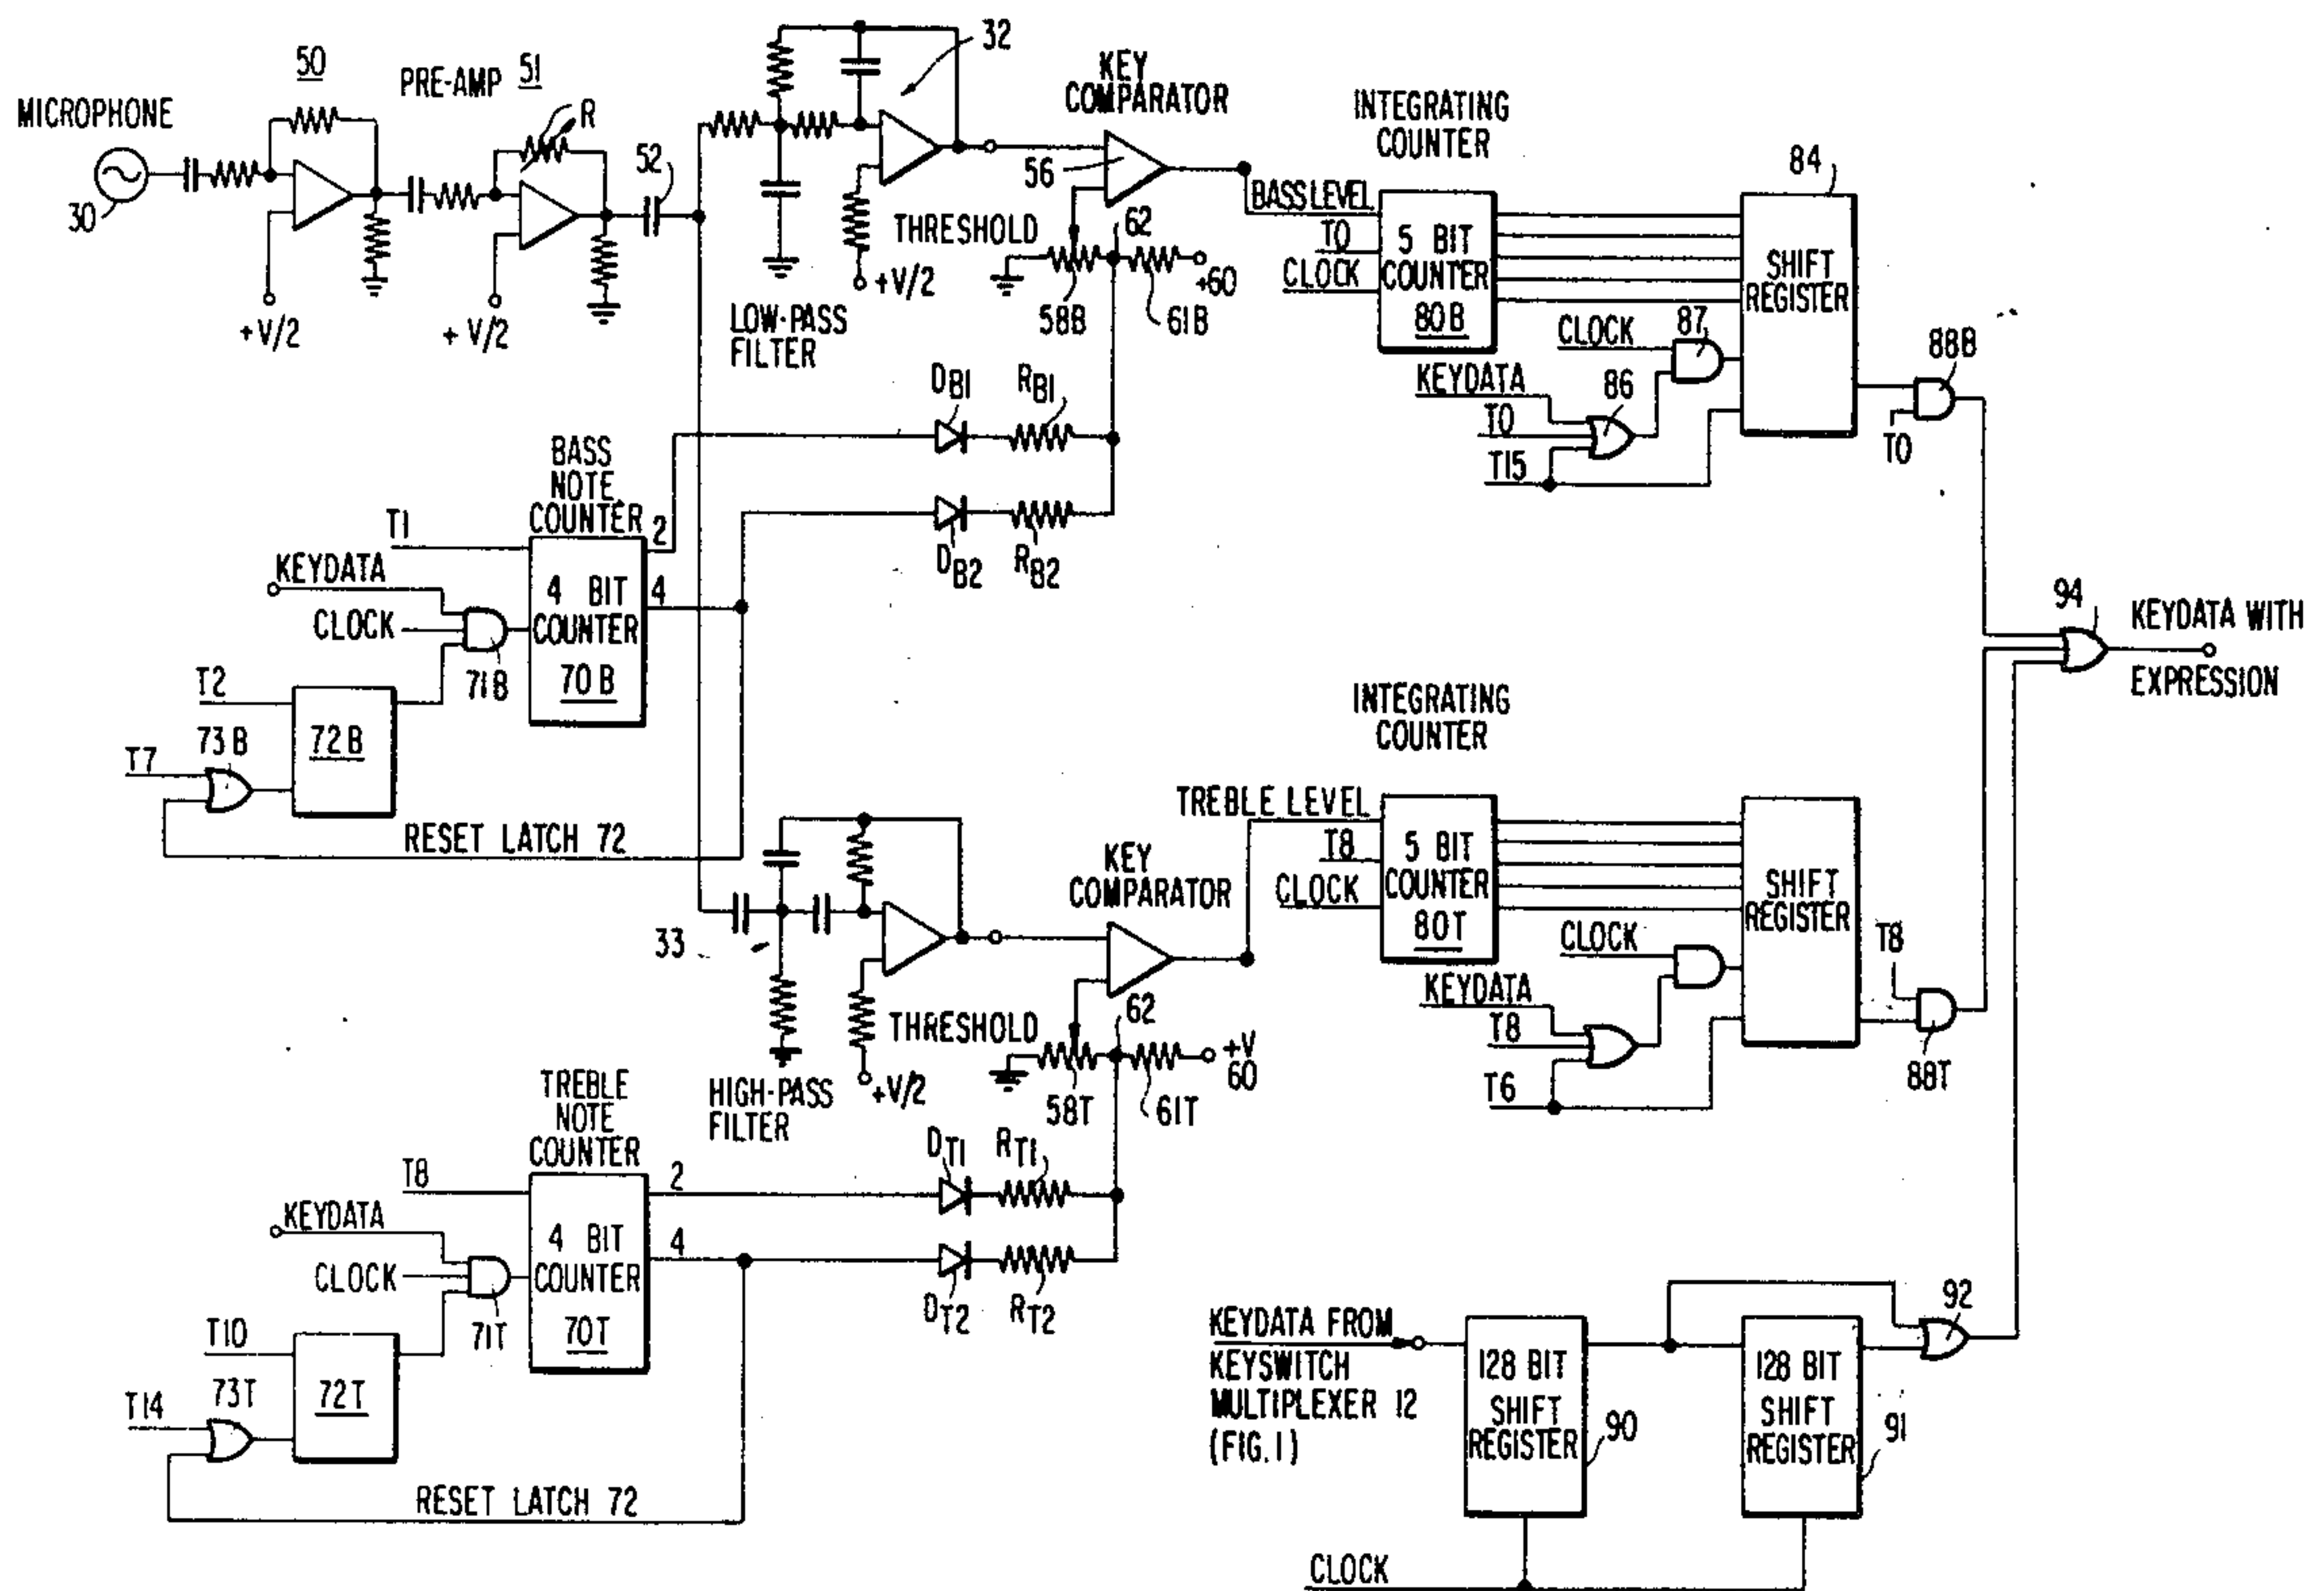 50
PRE-AMP 51
MICROPHONE
R
52
30
+V/2
+V/2
32
LOW-PASS
FILTER
+V/2
KEY
COMPARATOR
56
THRESHOLD
62
58B
61B
+60
INTEGRATING
COUNTER
BASS LEVEL
T0
CLOCK
5 BIT
COUNTER
80B
84
SHIFT
REGISTER
CLOCK
87
KEYDATA
86
T0
T15
88B
T0
DB1
RB1
DB2
RB2
BASS
NOTE
COUNTER
T1
KEYDATA
CLOCK
71B
4 BIT
COUNTER
70B
2
4
T2
72B
T7
73B
RESET LATCH 72
94
KEYDATA WITH
EXPRESSION
33
HIGH-PASS
FILTER
+V/2
KEY
COMPARATOR
THRESHOLD
62
58T
61T
+V
60
INTEGRATING
COUNTER
TREBLE LEVEL
T8
CLOCK
5 BIT
COUNTER
80T
SHIFT
REGISTER
CLOCK
KEYDATA
T8
T6
T8
88T
DT1
RT1
DT2
RT2
TREBLE
NOTE
COUNTER
T8
KEYDATA
CLOCK
71T
4 BIT
COUNTER
70T
2
4
T10
72T
T14
73T
RESET LATCH 72
KEYDATA FROM
KEYSWITCH
MULTIPLEXER 12
(FIG.1)
128 BIT
SHIFT
REGISTER
90
128 BIT
SHIFT
REGISTER
91
92
CLOCK